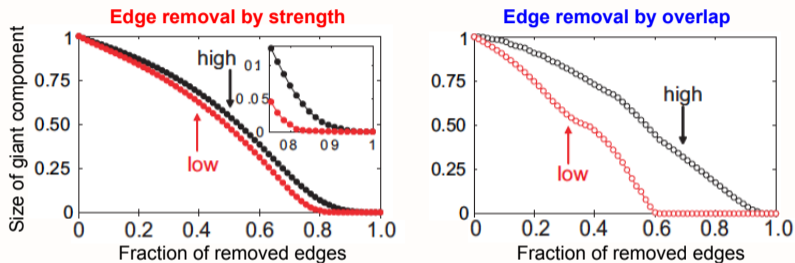 Edge removal by strength
Size of giant component
1
0.75
0.50
0.25
0
0 0.2 0.4 0.6 0.8 1.0
Fraction of removed edges
high
low
0 1
0 05
0
0.8 0.9 1
Edge removal by overlap
1
0.75
0.50
0.25
0
0 0.2 0.4 0.6 0.8 1.0
Fraction of removed edges
high
low